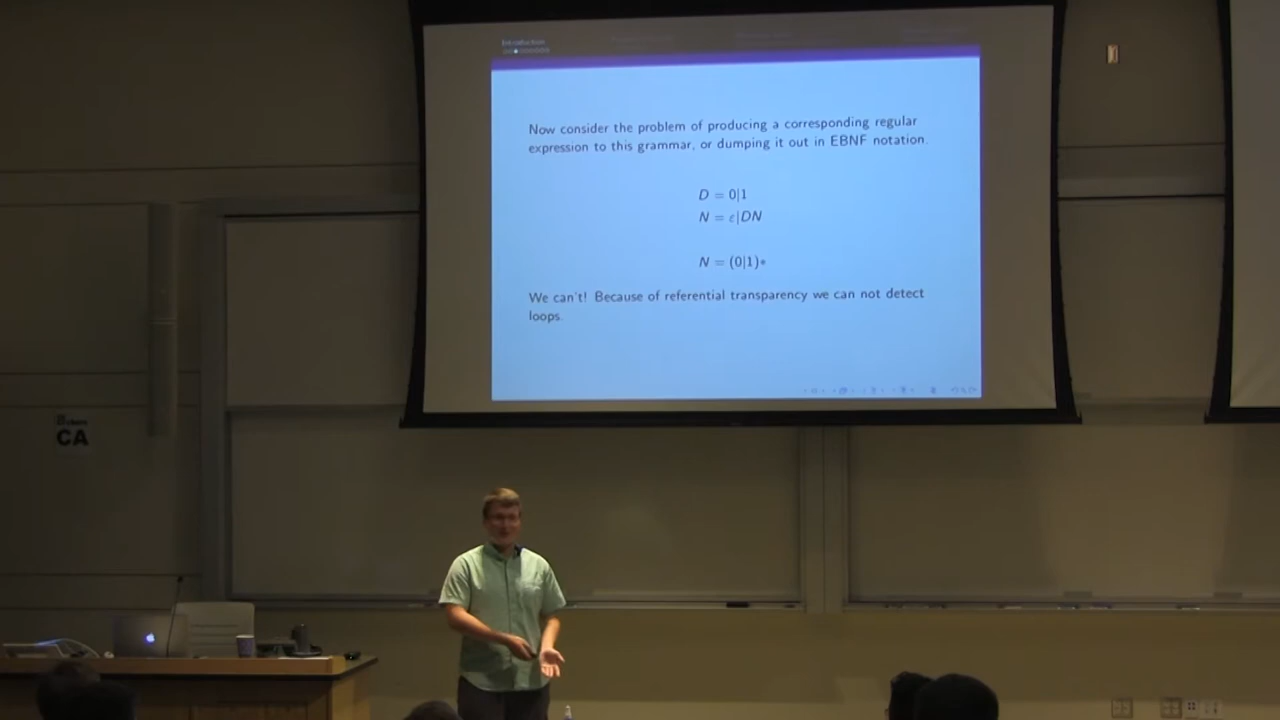 Introduction
Now consider the problem of producing a corresponding regular
expression to this grammar, or dumping it out in EBNF notation.
D = 0|1
N = ε|DN
N = (0|1)∗
We can't! Because of referential transparency we can not detect
loops.
CA